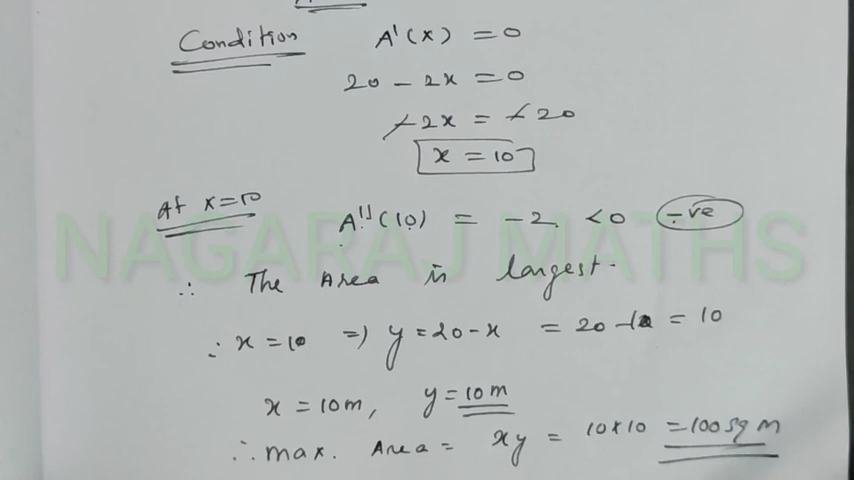 Condition A'(x) = 0
20 - 2x = 0
-2x = -20
x = 10
At x=10 A''(10) = -2 <0 -ve
NAGARAJ MATHS
∴ The Area is largest.
∴ x = 10 ⇒ y = 20 - x = 20 - 10 = 10
x = 10m, y = 10m
∴ max. Area = xy = 10×10 = 100 sq m